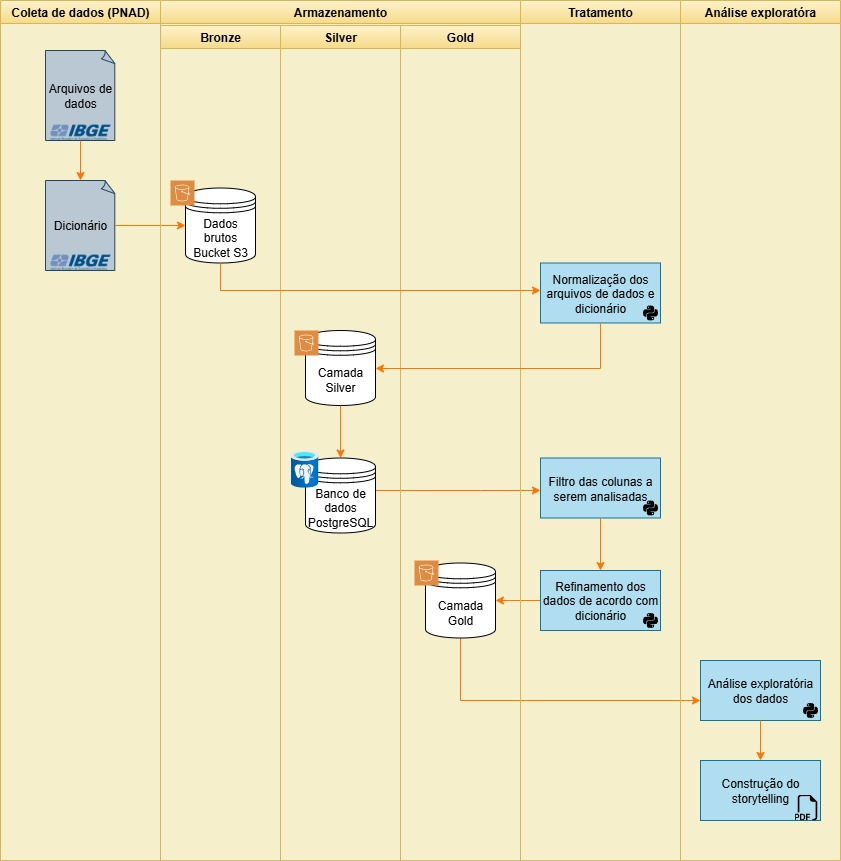 Coleta de dados (PNAD)
Armazenamento
Tratamento
Análise exploratóra
Bronze
Silver
Gold
Arquivos de
dados
IBGE
Dicionário
IBGE
Dados
brutos
Bucket S3
Normalização dos
arquivos de dados e
dicionário
Camada
Silver
Banco de
dados
PostgreSQL
Filtro das colunas a
serem analisadas
Refinamento dos
dados de acordo com
dicionário
Camada
Gold
Análise exploratória
dos dados
Construção do
storytelling
PDF